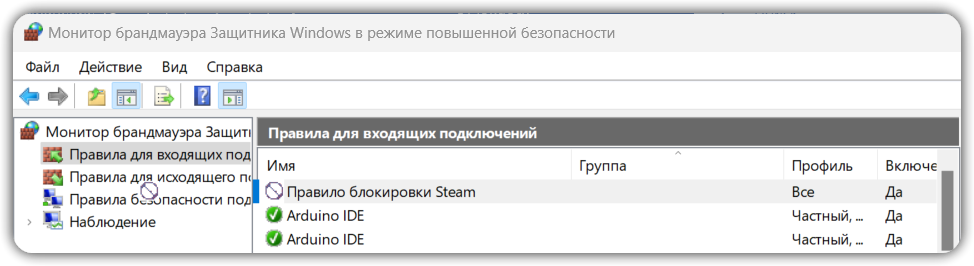 Монитор брандмауэра Защитника Windows в режиме повышенной безопасности
Файл Действие Вид Справка
Монитор брандмауэра Защит
Правила для входящих под
Правила для исходящего по
Правила безопасности под
Наблюдение
Правила для входящих подключений
Имя Группа Профиль Включе
Правило блокировки Steam Все Да
Arduino IDE Частный, ... Да
Arduino IDE Частный, ... Да